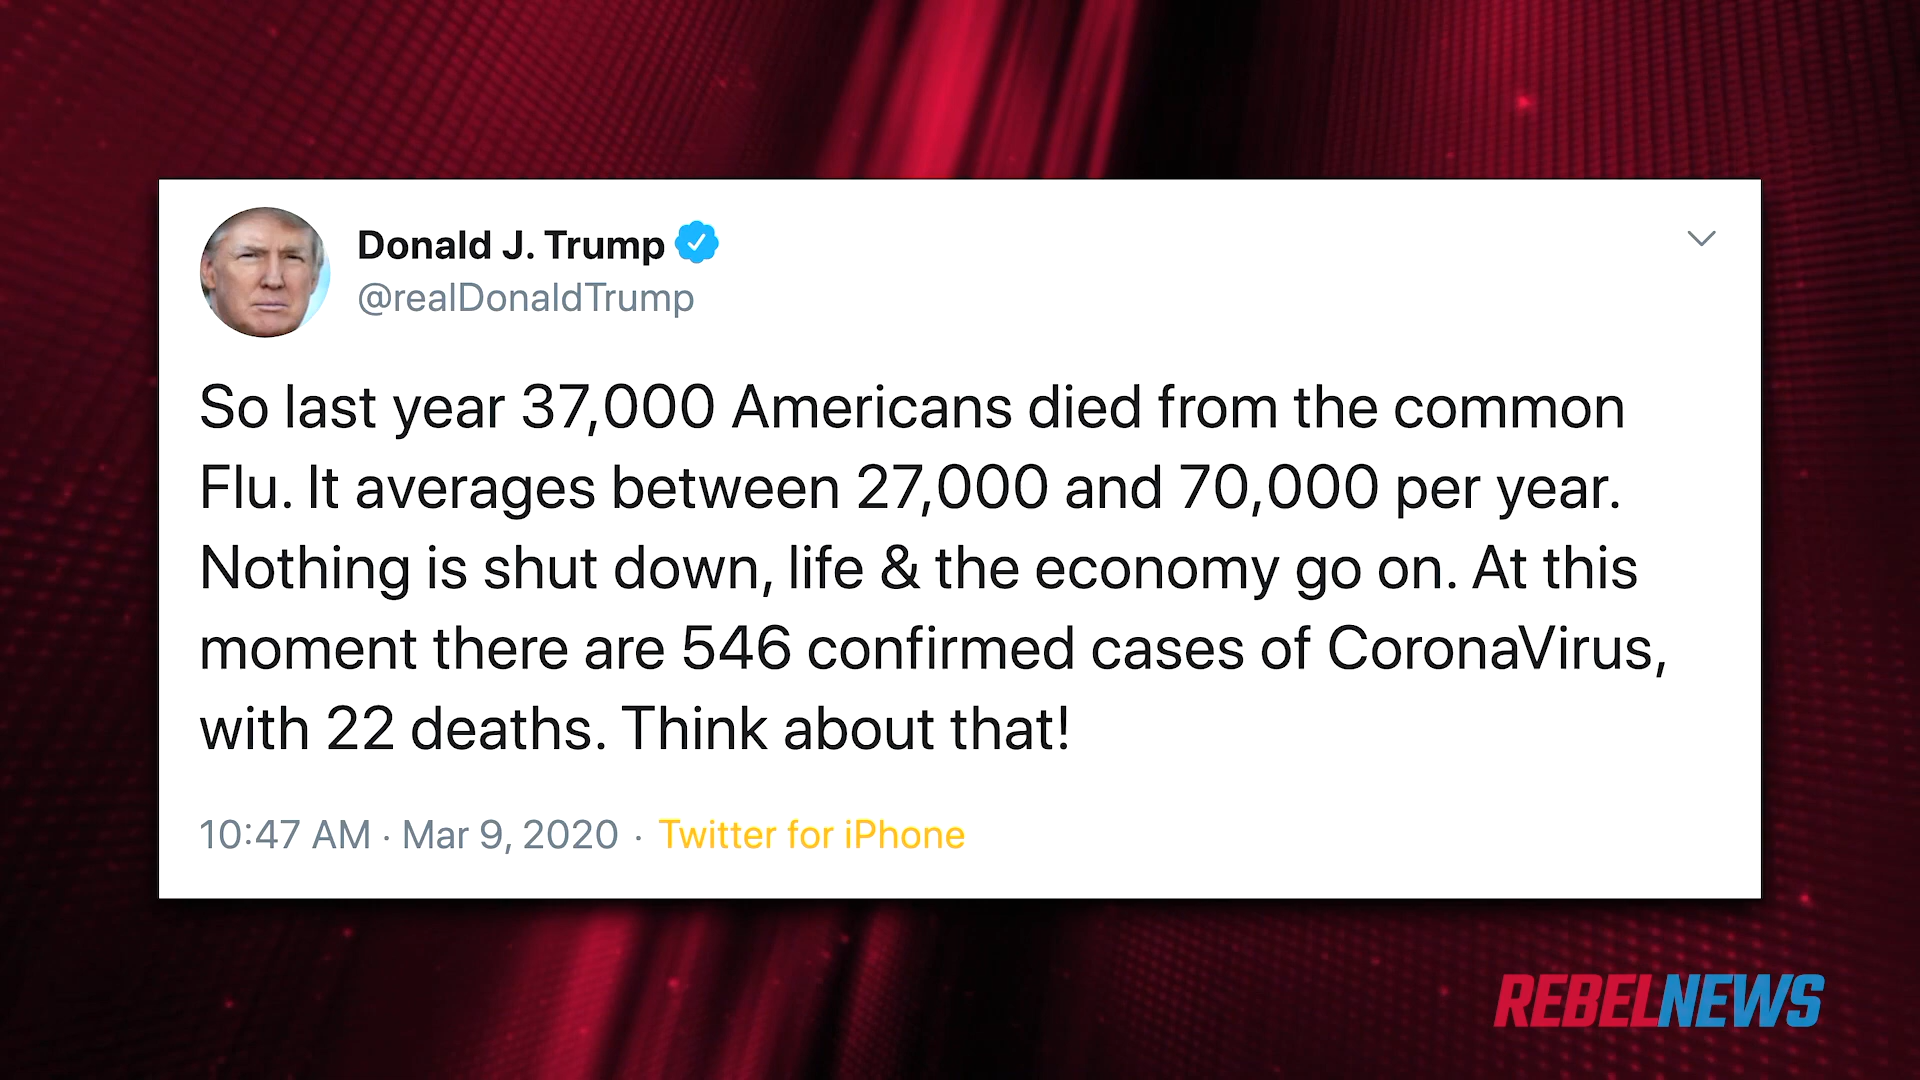 Donald J. Trump
@realDonaldTrump
So last year 37,000 Americans died from the common
Flu. It averages between 27,000 and 70,000 per year.
Nothing is shut down, life & the economy go on. At this
moment there are 546 confirmed cases of CoronaVirus,
with 22 deaths. Think about that!
10:47 AM · Mar 9, 2020 · Twitter for iPhone
REBELNEWS